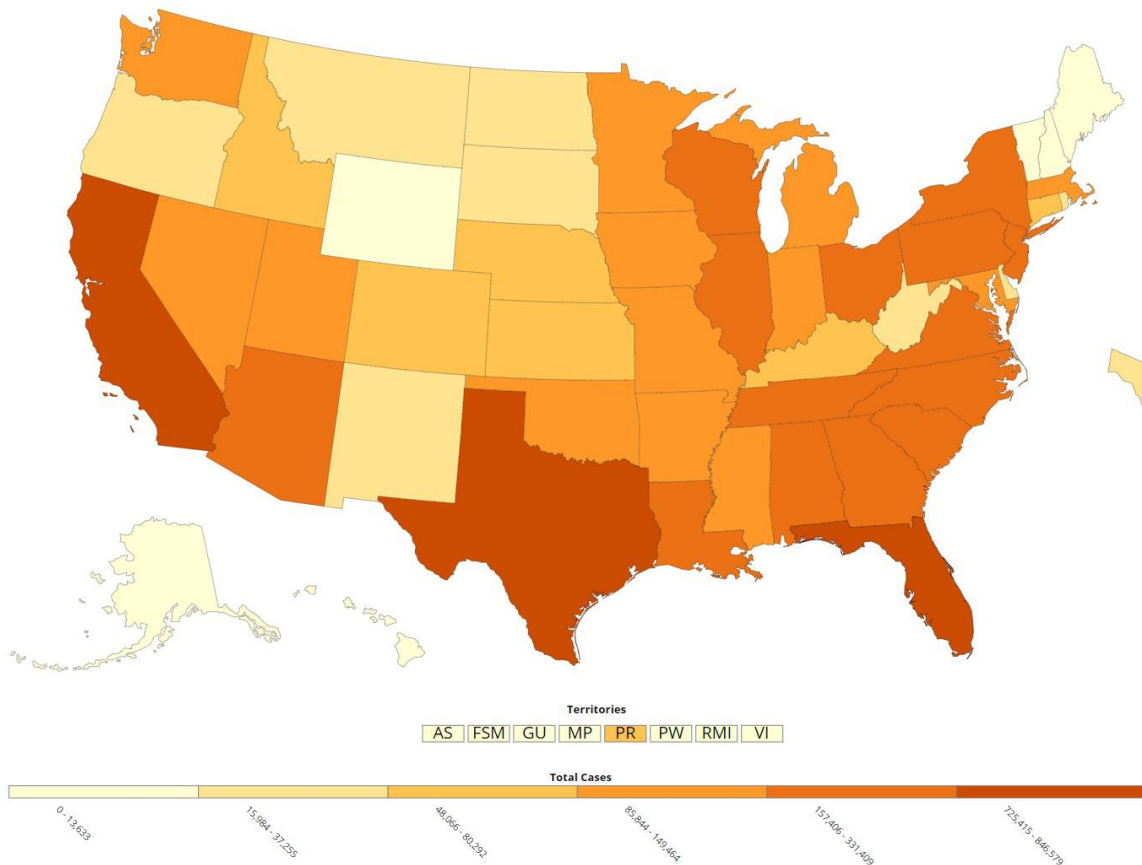 Territories
AS FSM GU MP PR PW RMI VI
Total Cases
0 - 13,633
15,984 - 37,255
48,066 - 80,292
85,844 - 149,464
157,406 - 331,409
725,415 - 846,579